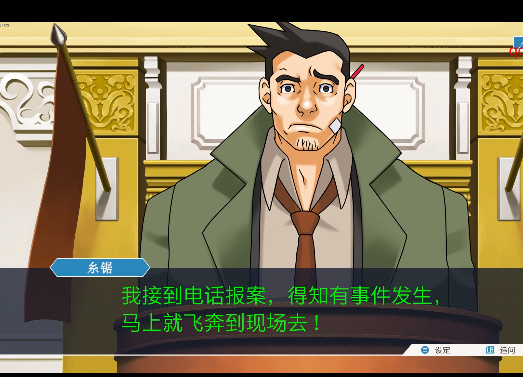 糸锯
我接到电话报案，得知有事件发生，
马上就飞奔到现场去！
设定
追问